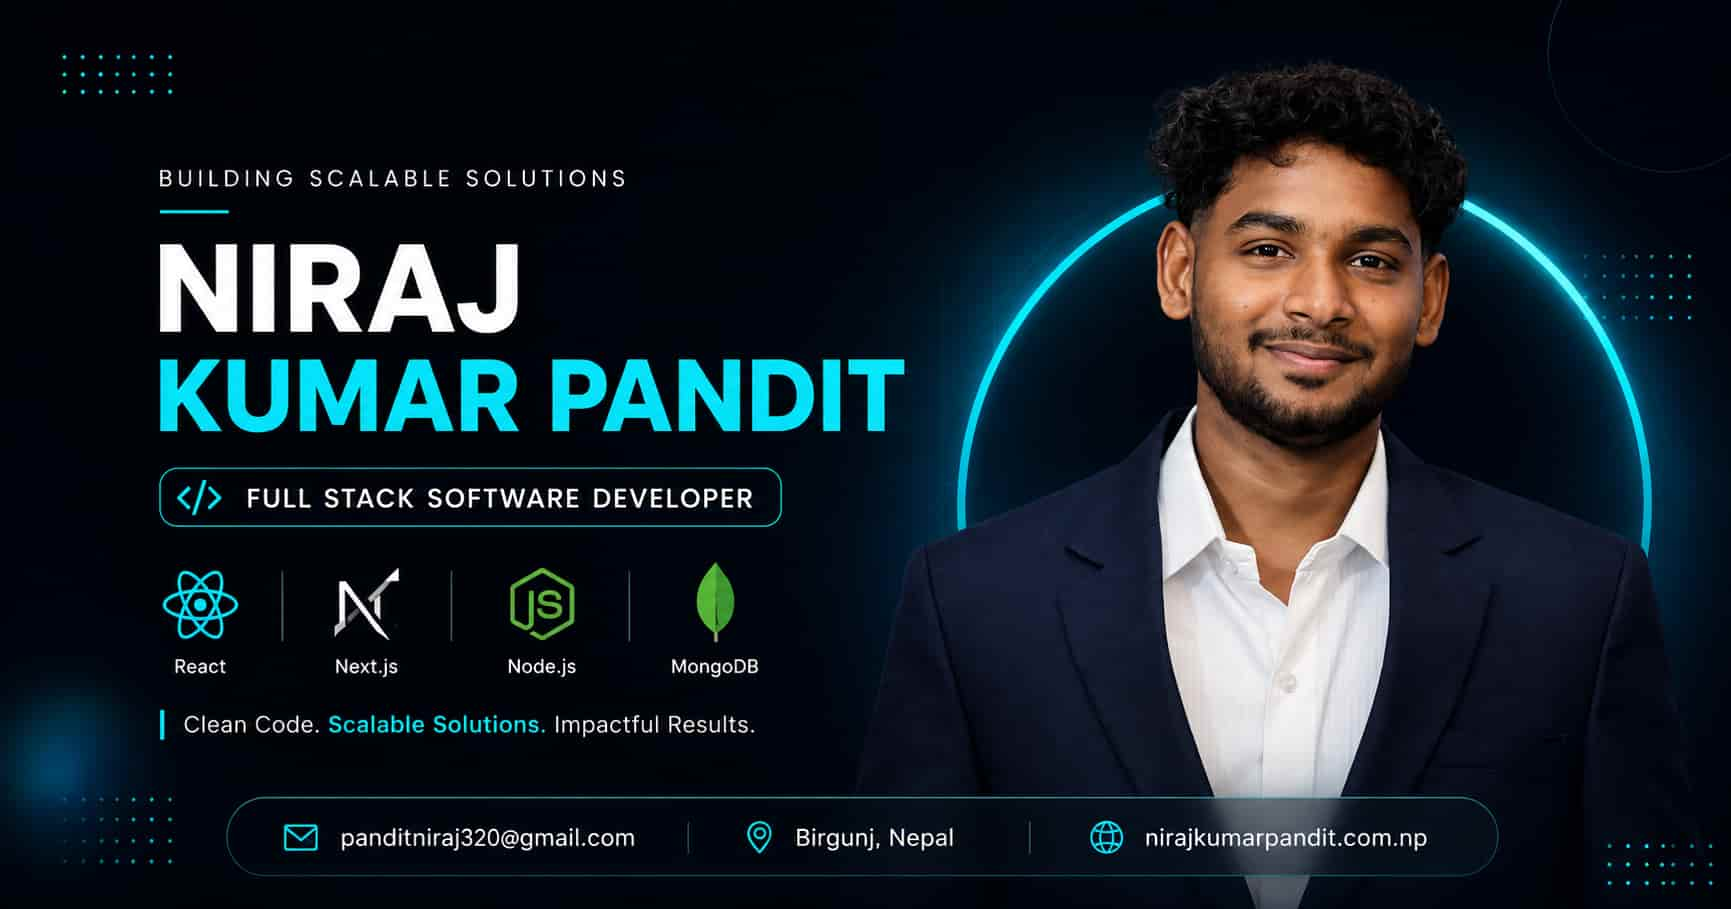 BUILDING SCALABLE SOLUTIONS
NIRAJ
KUMAR PANDIT
</> FULL STACK SOFTWARE DEVELOPER
JS
React
Next.js
Node.js
MongoDB
Clean Code. Scalable Solutions. Impactful Results.
panditniraj320@gmail.com
Birgunj, Nepal
nirajkumarpandit.com.np